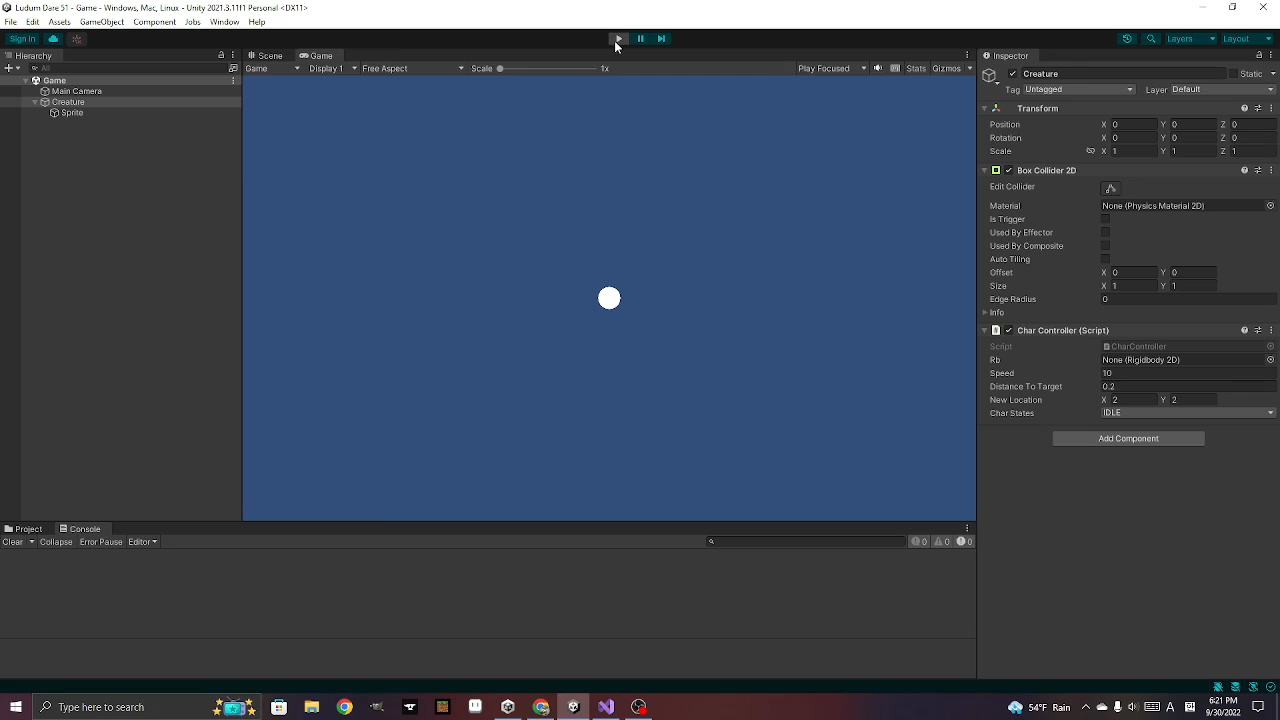 Ludum Dare 51 - Game - Windows, Mac, Linux - Unity 2021.3.11f1 Personal <DX11>
File Edit Assets GameObject Component Jobs Window Help
Sign In Layers Layout
Hierarchy
All
Game
Main Camera
Creature
Sprite
Scene Game
Game Display 1 Free Aspect Scale 1x Play Focused Stats Gizmos
Inspector
Creature Static
Tag Untagged Layer Default
Transform
Position X 0 Y 0 Z 0
Rotation X 0 Y 0 Z 0
Scale X 1 Y 1 Z 1
Box Collider 2D
Edit Collider
Material None (Physics Material 2D)
Is Trigger
Used By Effector
Used By Composite
Auto Tiling
Offset X 0 Y 0
Size X 1 Y 1
Edge Radius 0
Info
Char Controller (Script)
Script CharController
Rb None (Rigidbody 2D)
Speed 10
Distance To Target 0.2
New Location X 2 Y 2
Char States IDLE
Add Component
Project Console
Clear Collapse Error Pause Editor 0 0 0
Type here to search
54°F Rain A 6:21 PM
9/30/2022